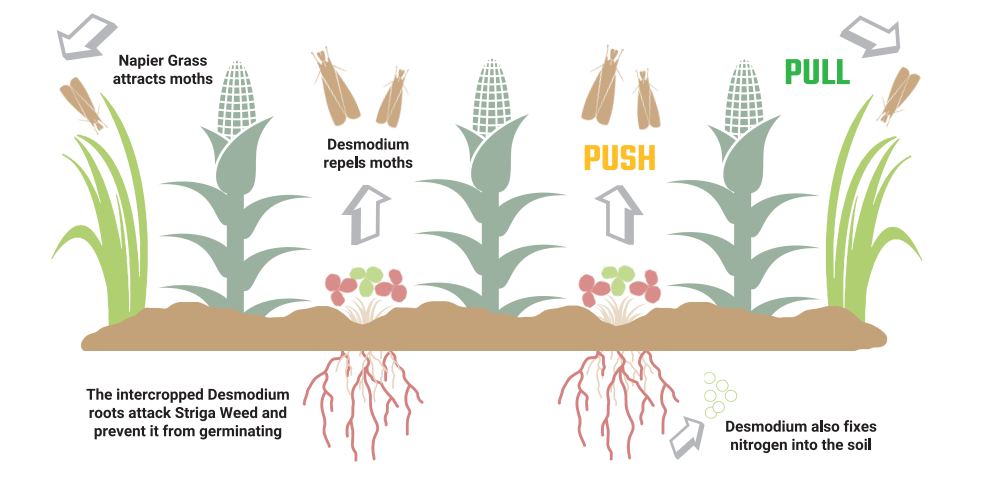 Napier Grass
attracts moths
PULL
Desmodium
repels moths
PUSH
The intercropped Desmodium
roots attack Striga Weed and
prevent it from germinating
Desmodium also fixes
nitrogen into the soil